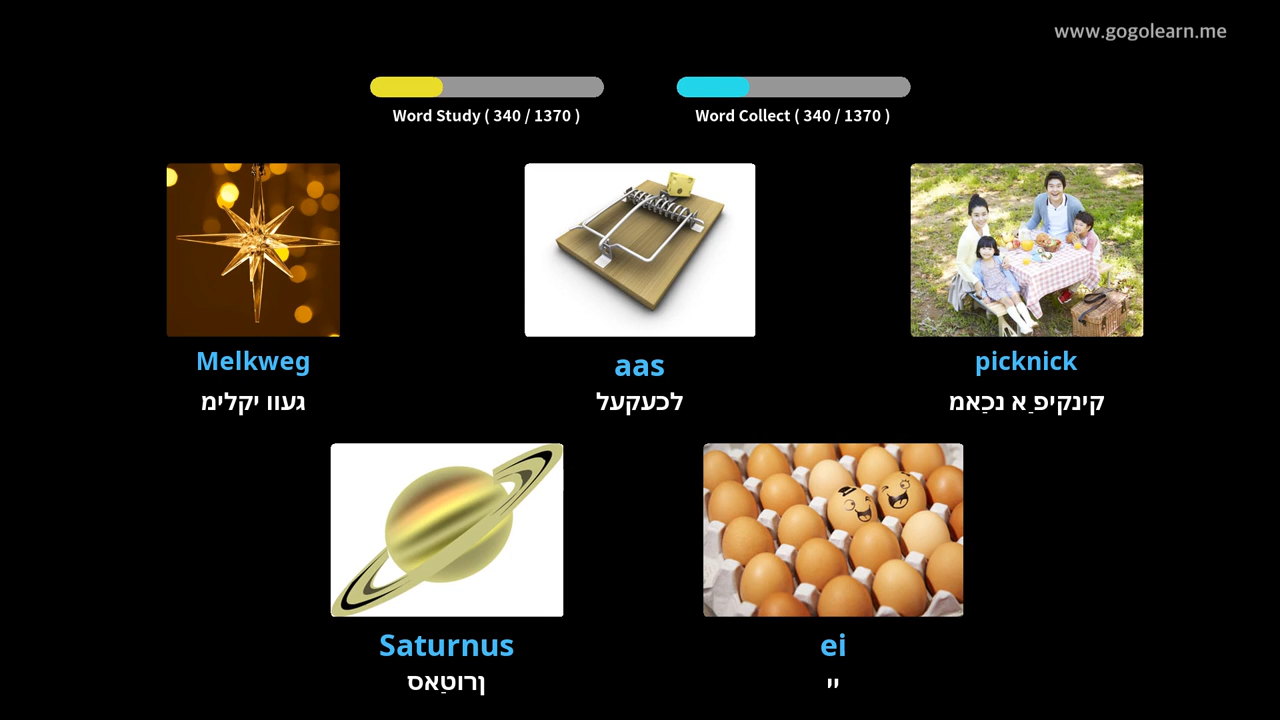 www.gogolearn.me
Word Study ( 340 / 1370 )
Word Collect ( 340 / 1370 )
Melkweg
געוו יקלימ
aas
לכעקעל
picknick
קינקיפ ַא נכַאמ
Saturnus
ןרוטַאס
ei
יי